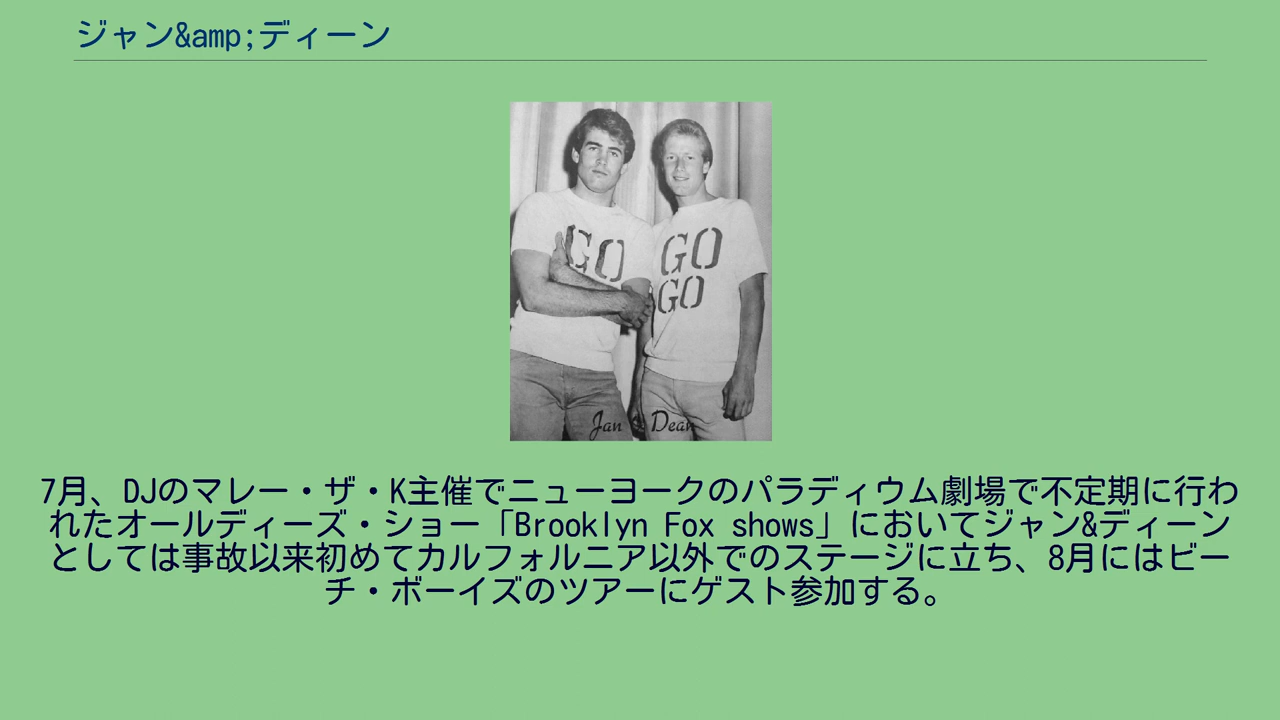 ジャン&amp;ディーン
GO
GO
GO
Jan & Dean
7月、DJのマレー・ザ・K主催でニューヨークのパラディウム劇場で不定期に行わ
れたオールディーズ・ショー「Brooklyn Fox shows」においてジャン&ディーン
としては事故以来初めてカルフォルニア以外でのステージに立ち、8月にはビー
チ・ボーイズのツアーにゲスト参加する。